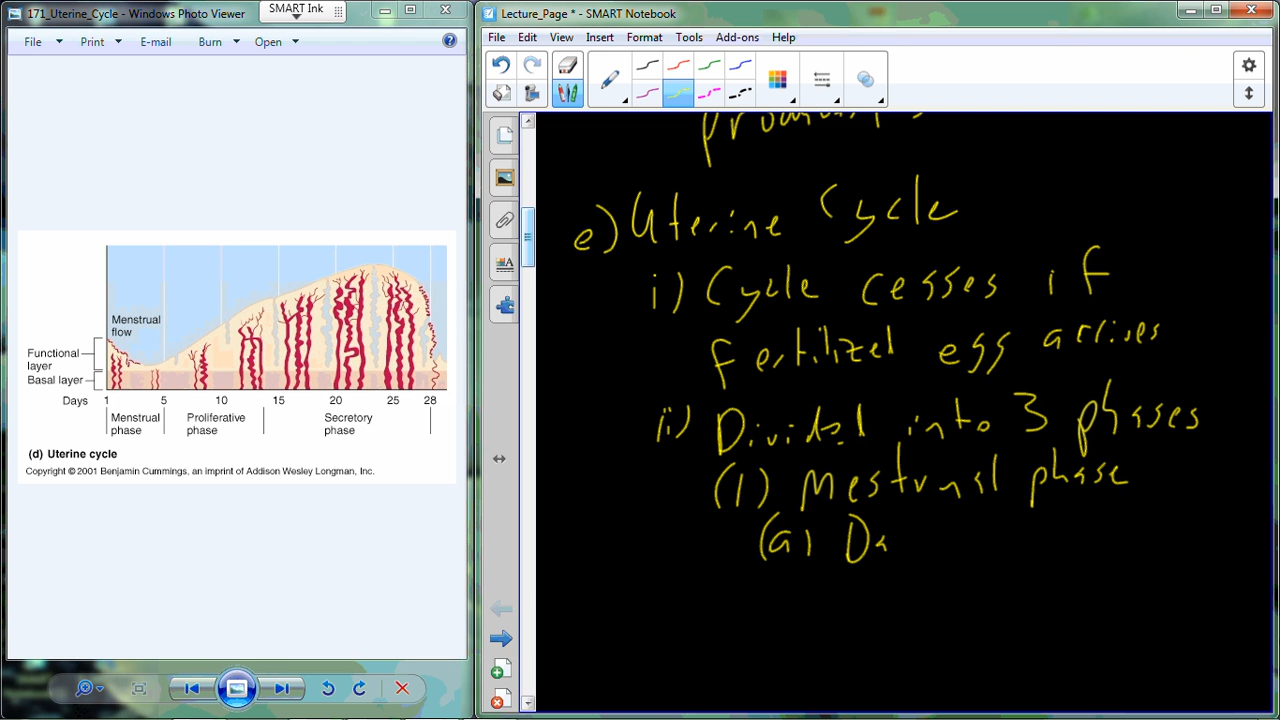 171_Uterine_Cycle - Windows Photo Viewer
SMART Ink
File Print E-mail Burn Open
Menstrual
flow
Functional
layer
Basal layer
Days 1 5 10 15 20 25 28
Menstrual
phase
Proliferative
phase
Secretory
phase
(d) Uterine cycle
Copyright © 2001 Benjamin Cummings, an imprint of Addison Wesley Longman, Inc.
Lecture_Page * - SMART Notebook
File Edit View Insert Format Tools Add-ons Help
e) Uterine Cycle
i) Cycle cesses if
fertilized egg arrives
ii) Divided into 3 phases
(1) Mestrual phase
(a) Da